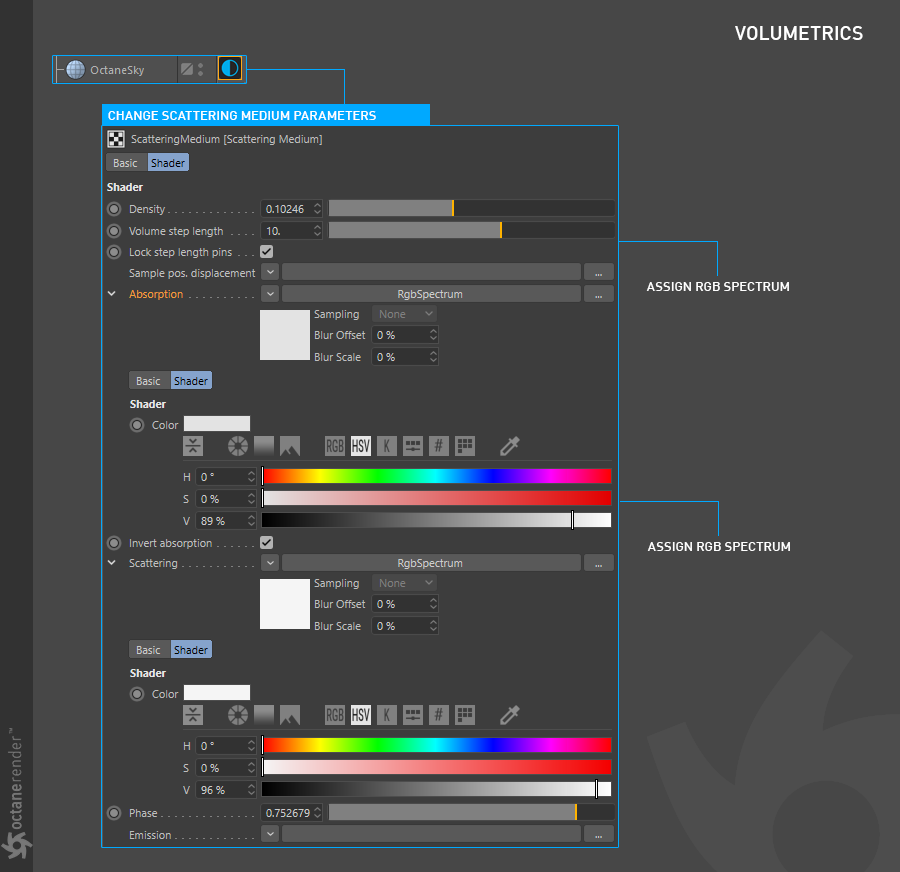 VOLUMETRICS
OctaneSky
CHANGE SCATTERING MEDIUM PARAMETERS
ScatteringMedium [Scattering Medium]
Basic Shader
Shader
Density . . . . . . . . . . . . 0.10246
Volume step length . . . . 10.
Lock step length pins . . .
Sample pos. displacement ...
ASSIGN RGB SPECTRUM
Absorption . . . . . . . . . . RgbSpectrum ...
Sampling None
Blur Offset 0 %
Blur Scale 0 %
Basic Shader
Shader
Color
RGB HSV K #
H 0 °
S 0 %
V 89 %
Invert absorption . . . . . .
ASSIGN RGB SPECTRUM
Scattering . . . . . . . . . . . RgbSpectrum ...
Sampling None
Blur Offset 0 %
Blur Scale 0 %
Basic Shader
Shader
Color
RGB HSV K #
H 0 °
S 0 %
V 96 %
Phase . . . . . . . . . . . . . . 0.752679
Emission . . . . . . . . . . . . ...
octanerender™